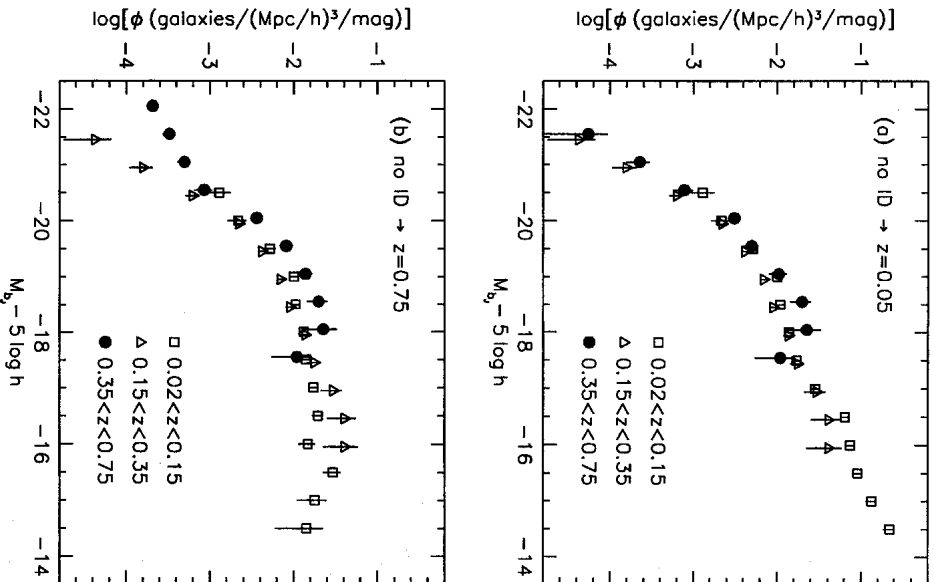 (a) no ID → z=0.05
□ 0.02<z<0.15
△ 0.15<z<0.35
● 0.35<z<0.75
log[φ (galaxies/(Mpc/h)³/mag)]
-4 -3 -2 -1
-22 -20 -18 -16 -14
M_bJ - 5 log h
(b) no ID → z=0.75
□ 0.02<z<0.15
△ 0.15<z<0.35
● 0.35<z<0.75
log[φ (galaxies/(Mpc/h)³/mag)]
-4 -3 -2 -1
-22 -20 -18 -16 -14
M_bJ - 5 log h